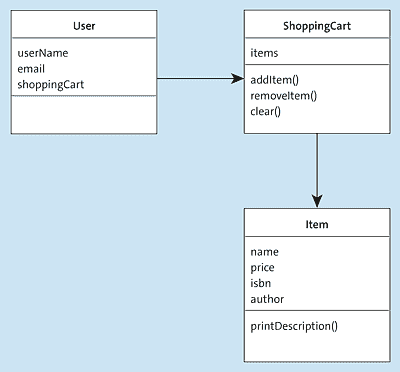 User
userName
email
shoppingCart
ShoppingCart
items
addItem()
removeItem()
clear()
Item
name
price
isbn
author
printDescription()